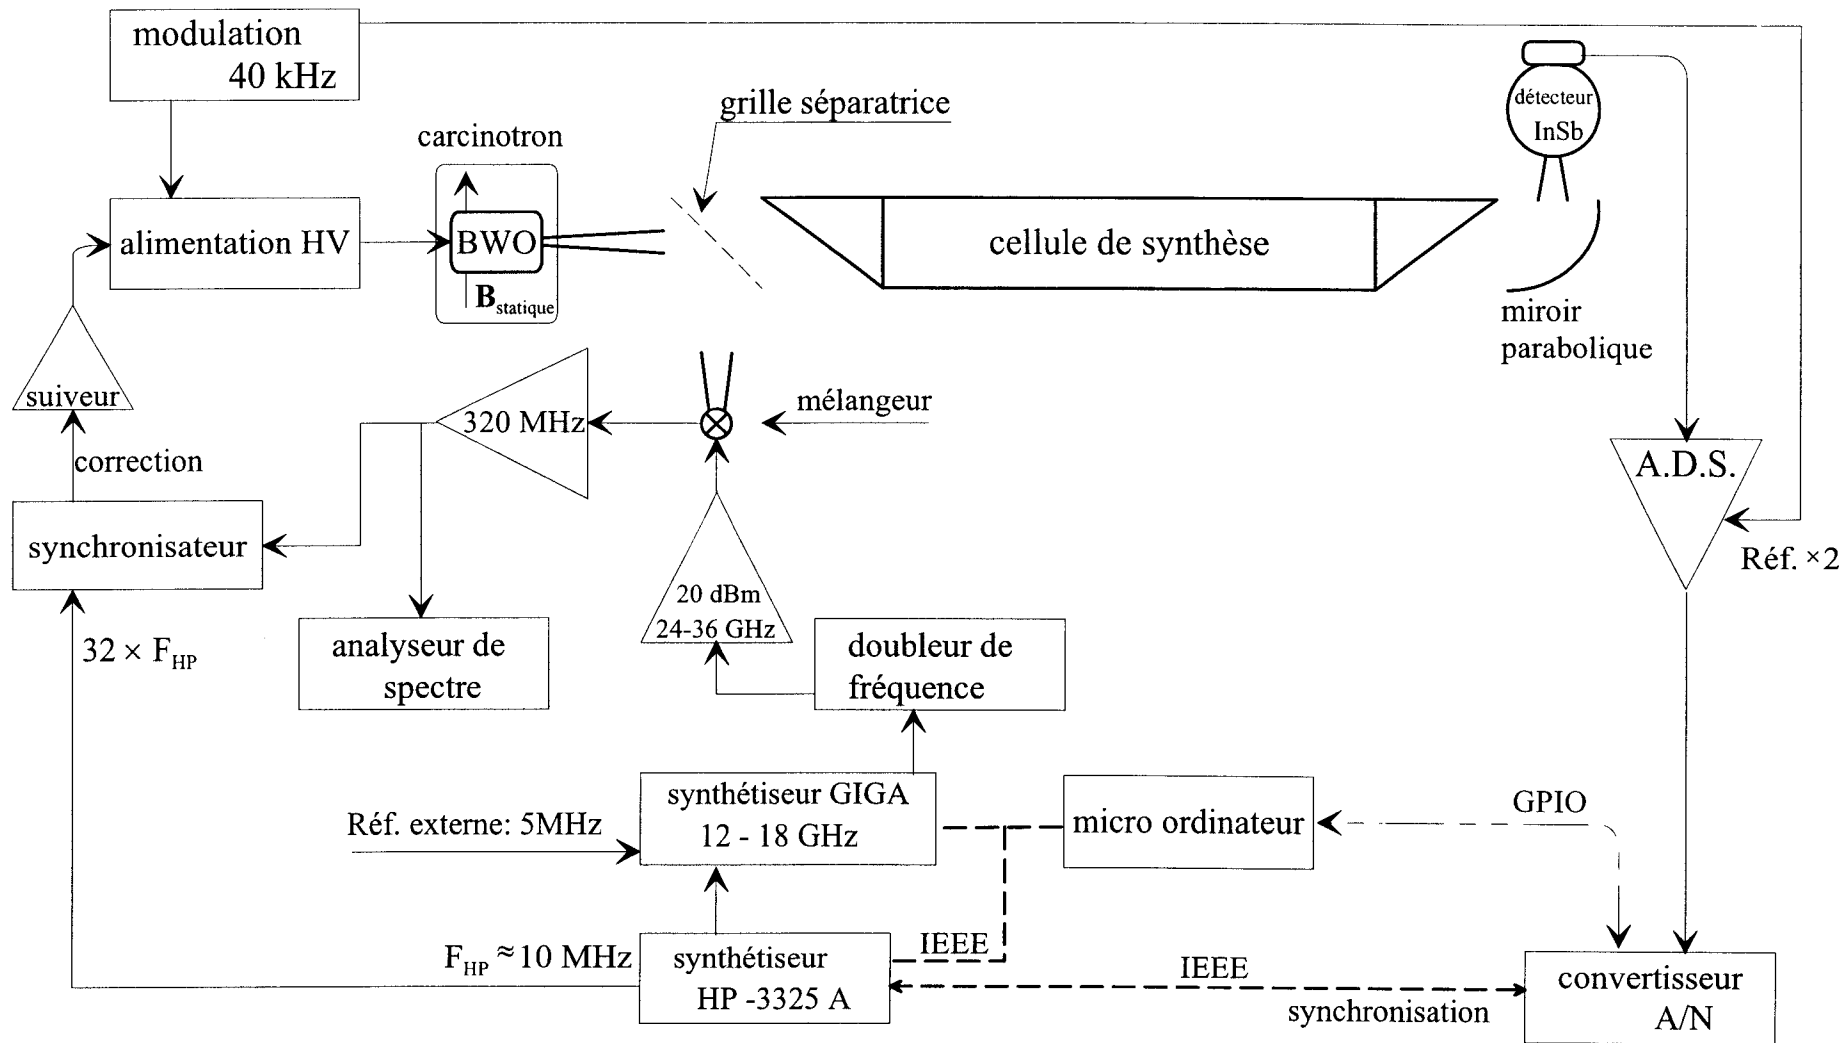 modulation
40 kHz
détecteur
InSb
grille séparatrice
carcinotron
alimentation HV
BWO
cellule de synthèse
B statique
miroir
parabolique
suiveur
320 MHz
mélangeur
correction
A.D.S.
synchronisateur
Réf. ×2
20 dBm
24-36 GHz
32 × F HP
analyseur de
spectre
doubleur de
fréquence
synthétiseur GIGA
12 - 18 GHz
Réf. externe: 5MHz
micro ordinateur
GPIO
F HP ≈ 10 MHz
synthétiseur
HP -3325 A
IEEE
IEEE
synchronisation
convertisseur
A/N